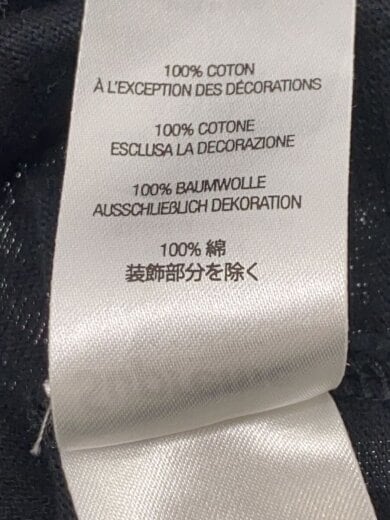 100% COTON
À L'EXCEPTION DES DÉCORATIONS
100% COTONE
ESCLUSA LA DECORAZIONE
100% BAUMWOLLE
AUSSCHLIEßLICH DEKORATION
100% 綿
装飾部分を除く